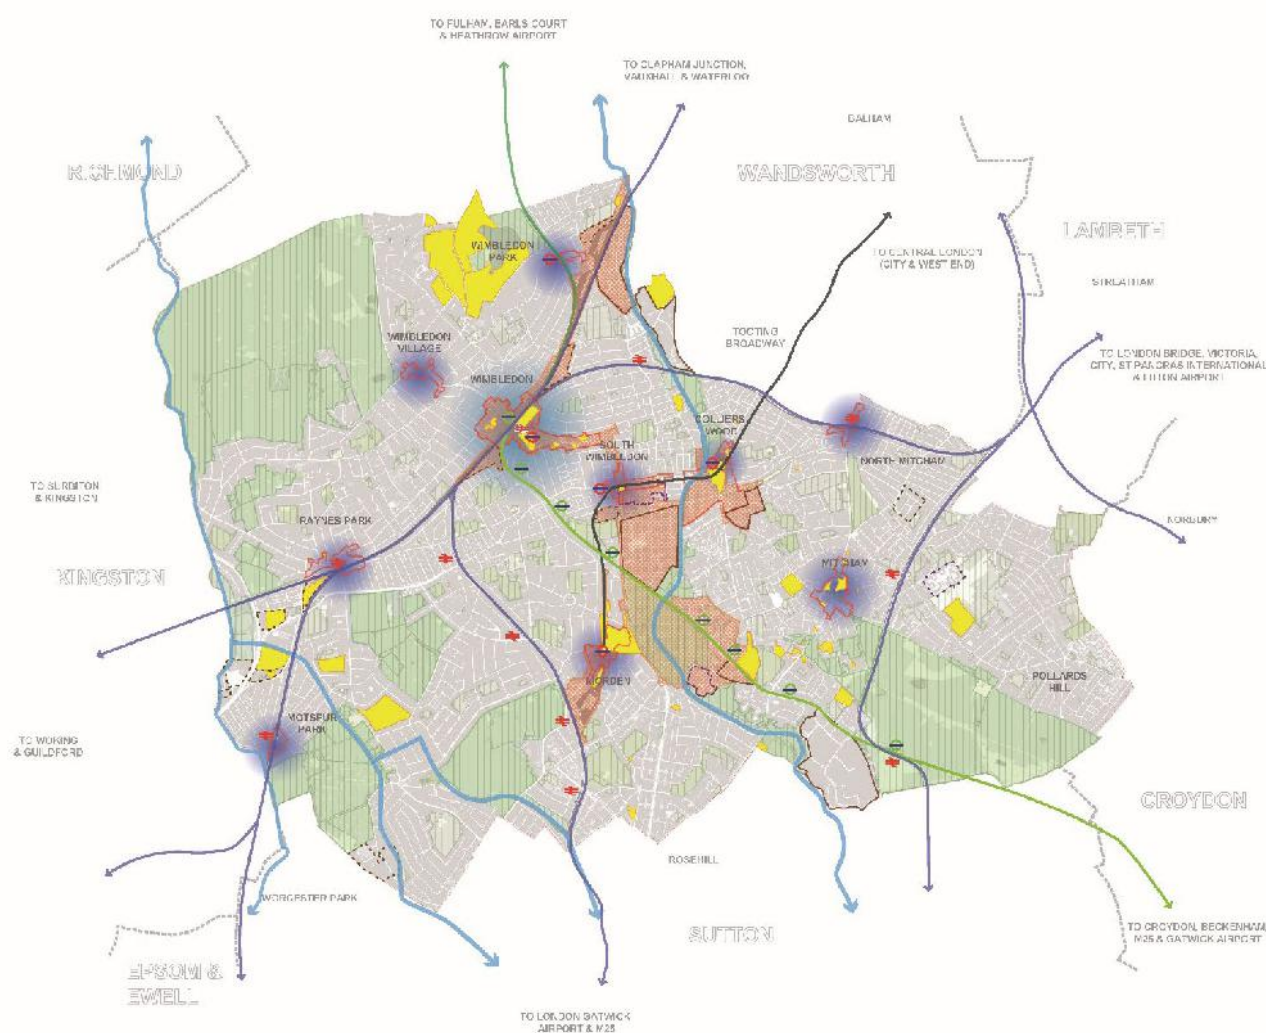 TO FULHAM, EARLS COURT
& HEATHROW AIRPORT
TO CLAPHAM JUNCTION,
VAUXHALL & WATERLOO
BALHAM
RICHMOND
WANDSWORTH
LAMBETH
WIMBLEDON
PARK
TO CENTRAL LONDON
(CITY & WEST END)
STREATHAM
TOOTING
BROADWAY
WIMBLEDON
VILLAGE
TO LONDON BRIDGE, VICTORIA,
CITY, ST PANCRAS INTERNATIONAL
& LUTON AIRPORT
WIMBLEDON
COLLIERS
WOOD
SOUTH
WIMBLEDON
NORTH MITCHAM
TO SURBITON
& KINGSTON
RAYNES PARK
NORBURY
KINGSTON
MITCHAM
MORDEN
POLLARDS
HILL
MOTSPUR
PARK
TO WOKING
& GUILDFORD
CROYDON
ROSEHILL
WORCESTER PARK
SUTTON
TO CROYDON, BECKENHAM,
M25 & GATWICK AIRPORT
EPSOM &
EWELL
TO LONDON GATWICK
AIRPORT & M25